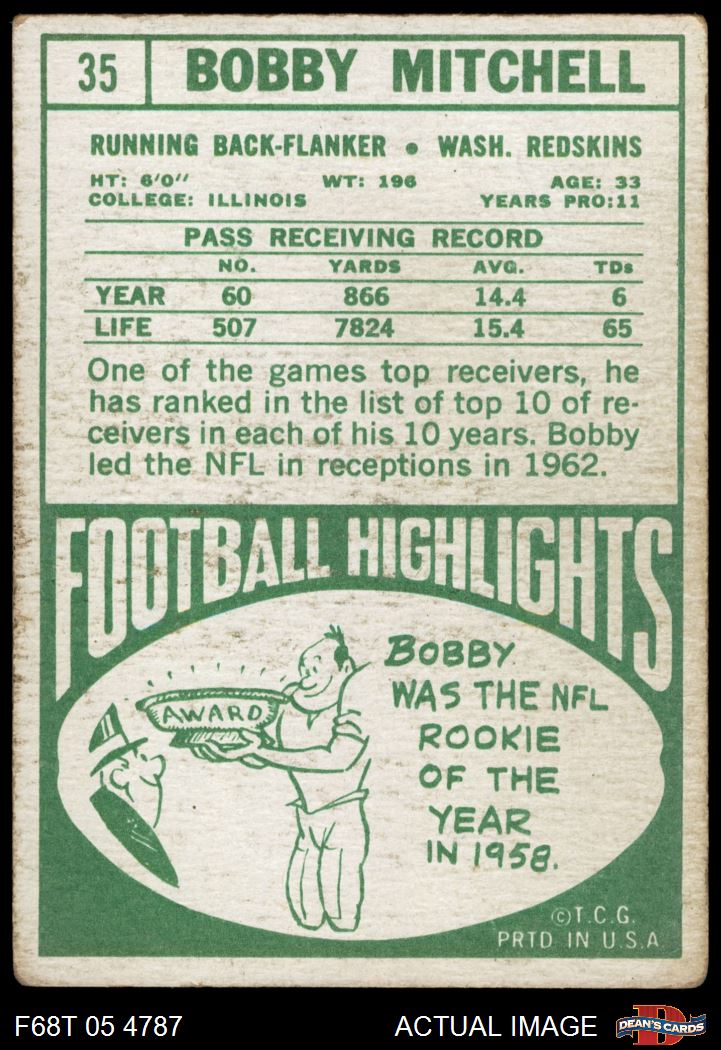 35 BOBBY MITCHELL
RUNNING BACK-FLANKER • WASH. REDSKINS
HT: 6'0" WT: 196 AGE: 33
COLLEGE: ILLINOIS YEARS PRO:11
PASS RECEIVING RECORD
NO. YARDS AVG. TDs
YEAR 60 866 14.4 6
LIFE 507 7824 15.4 65
One of the games top receivers, he
has ranked in the list of top 10 of re-
ceivers in each of his 10 years. Bobby
led the NFL in receptions in 1962.
FOOTBALL HIGHLIGHTS
AWARD
BOBBY
WAS THE NFL
ROOKIE
OF THE
YEAR
IN 1958.
©T.C.G.
PRTD IN U.S.A
F68T 05 4787 ACTUAL IMAGE D DEAN'S CARDS